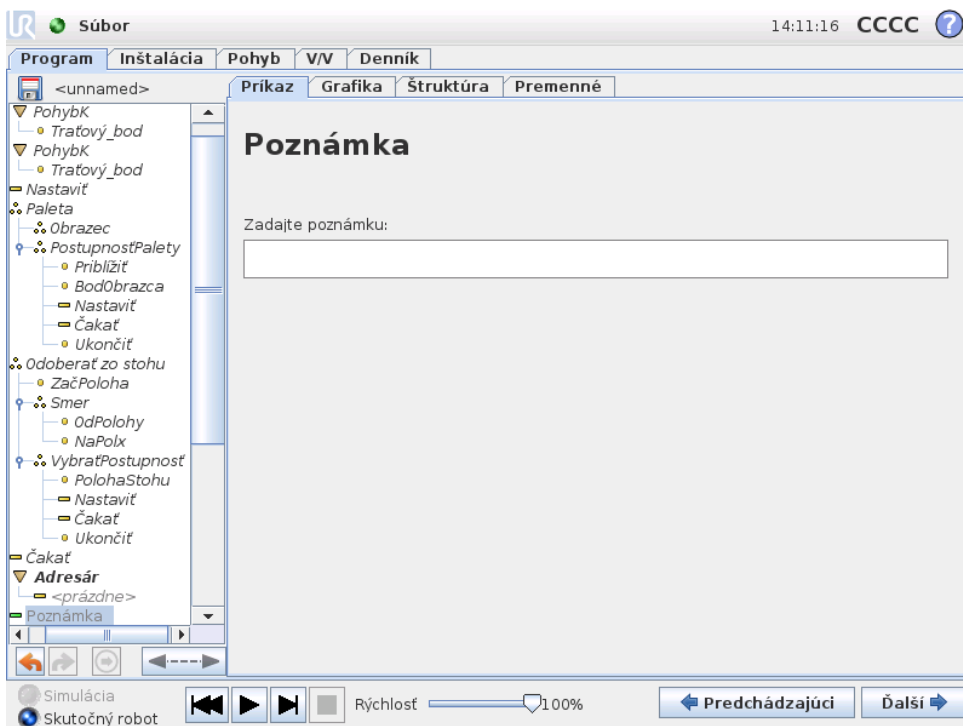 UR Súbor 14:11:16 CCCC ?
Program Inštalácia Pohyb V/V Denník
<unnamed> Príkaz Grafika Štruktúra Premenné
PohybK
Traťový_bod
PohybK
Traťový_bod
Nastaviť
Paleta
Obrazec
PostupnosťPalety
Priblížiť
BodObrazca
Nastaviť
Čakať
Ukončiť
Odoberať zo stohu
ZačPoloha
Smer
OdPolohy
NaPolx
VybraťPostupnosť
PolohaStohu
Nastaviť
Čakať
Ukončiť
Čakať
Adresár
<prázdne>
Poznámka
Poznámka
Zadajte poznámku:
Simulácia
Skutočný robot
Rýchlosť 100%
Predchádzajúci Ďalší